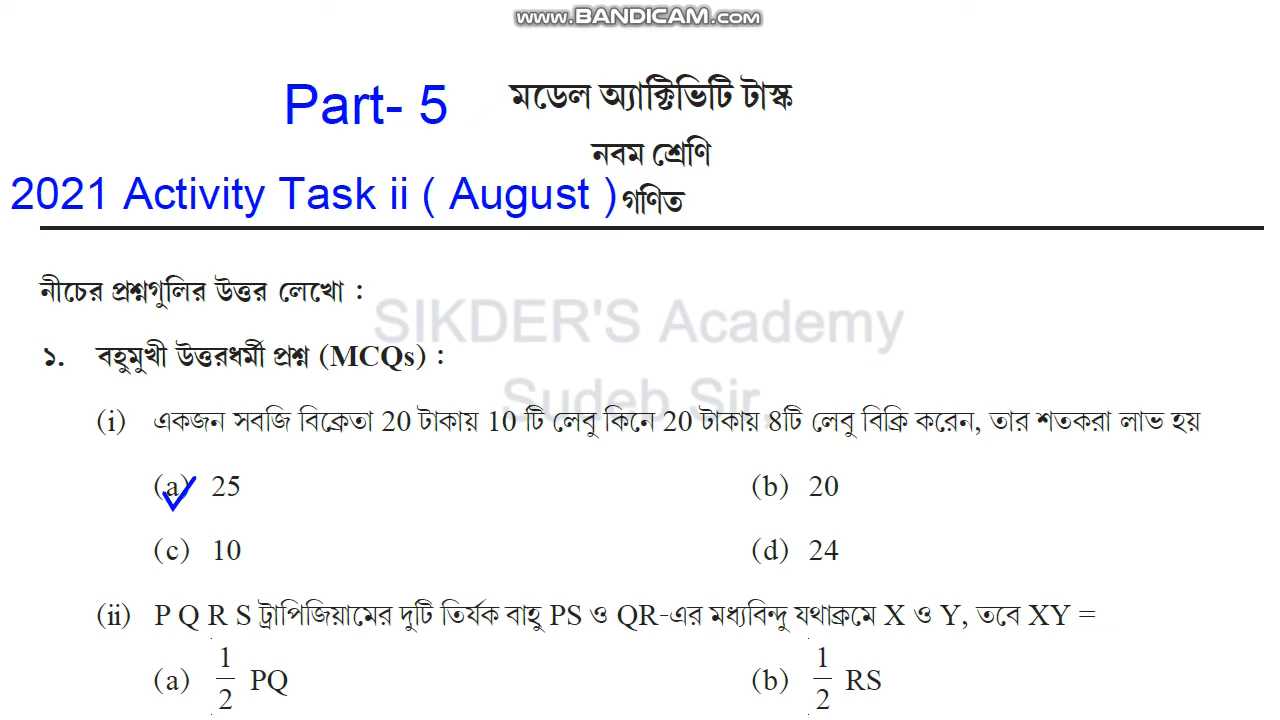 www.BANDICAM.com
Part- 5 মডেল অ্যাক্টিভিটি টাস্ক
নবম শ্রেণি
2021 Activity Task ii ( August ) গণিত
নীচের প্রশ্নগুলির উত্তর লেখো :
SIKDER'S Academy
১. বহুমুখী উত্তরধর্মী প্রশ্ন (MCQs) :
Sudeb Sir,
(i) একজন সবজি বিক্রেতা 20 টাকায় 10 টি লেবু কিনে 20 টাকায় 8টি লেবু বিক্রি করেন, তার শতকরা লাভ হয়
(a) 25 (b) 20
(c) 10 (d) 24
(ii) P Q R S ট্রাপিজিয়ামের দুটি তির্যক বাহু PS ও QR-এর মধ্যবিন্দু যথাক্রমে X ও Y, তবে XY =
(a) 1/2 PQ (b) 1/2 RS